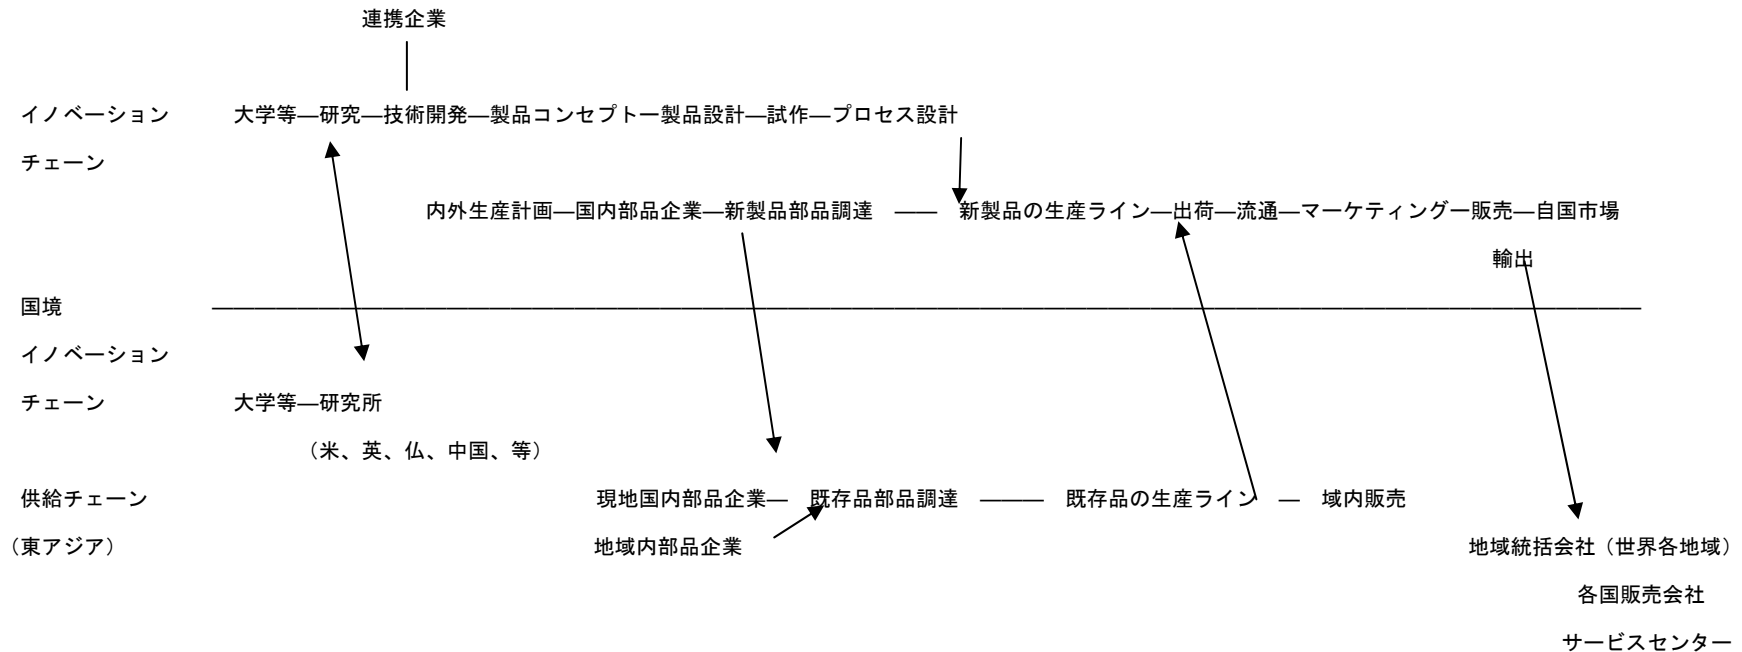 連携企業
イノベーション 大学等―研究―技術開発―製品コンセプトー製品設計―試作―プロセス設計
チェーン
内外生産計画―国内部品企業―新製品部品調達 ―― 新製品の生産ライン―出荷―流通―マーケティングー販売―自国市場
輸出
国境
イノベーション
チェーン 大学等―研究所
（米、英、仏、中国、等）
供給チェーン 現地国内部品企業― 既存品部品調達 ――― 既存品の生産ライン ― 域内販売
（東アジア） 地域内部品企業 地域統括会社（世界各地域）
各国販売会社
サービスセンター